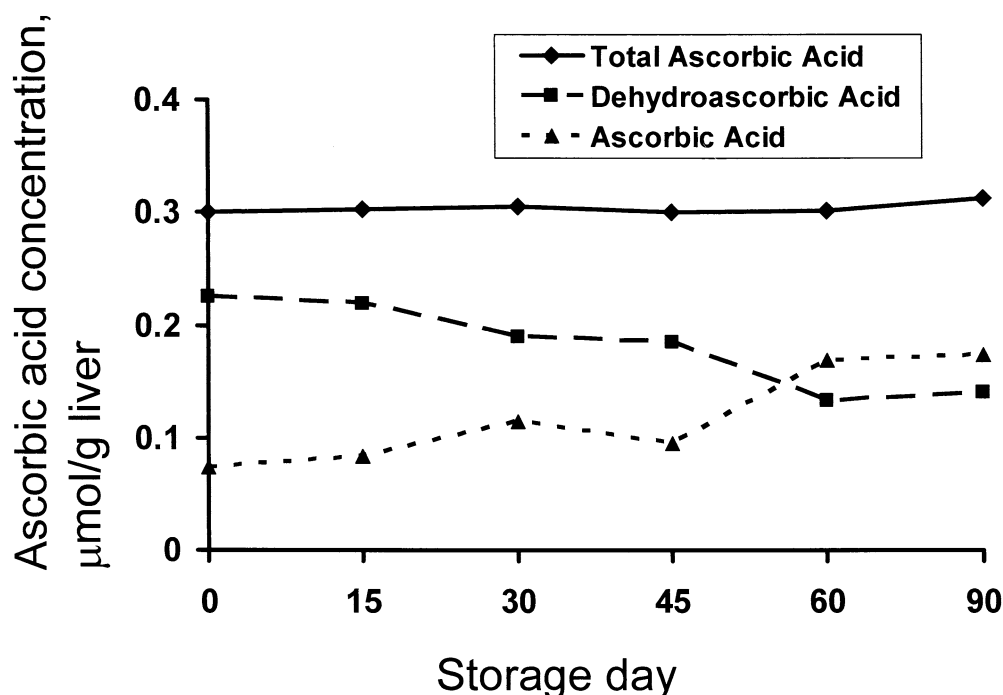 Total Ascorbic Acid
Dehydroascorbic Acid
Ascorbic Acid
Ascorbic acid concentration,
μmol/g liver
0.4
0.3
0.2
0.1
0
0 15 30 45 60 90
Storage day